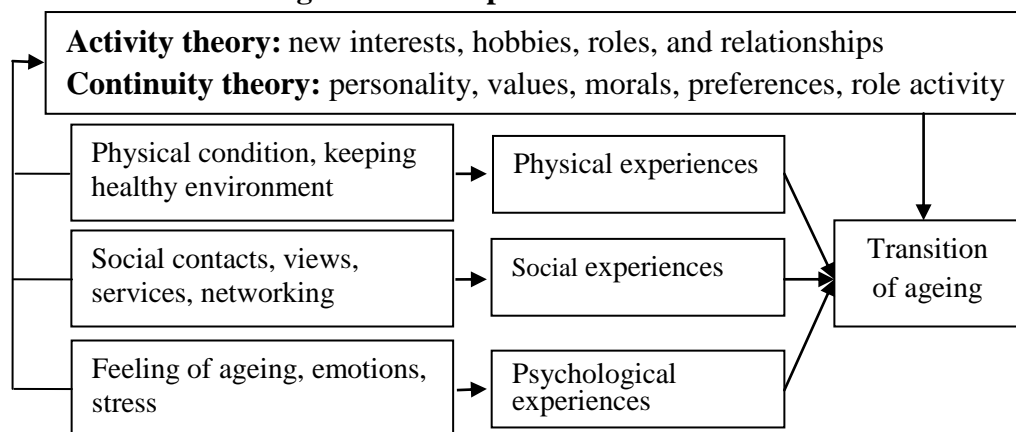 Activity theory: new interests, hobbies, roles, and relationships
Continuity theory: personality, values, morals, preferences, role activity
Physical condition, keeping
healthy environment
Physical experiences
Social contacts, views,
services, networking
Social experiences
Transition
of ageing
Feeling of ageing, emotions,
stress
Psychological
experiences